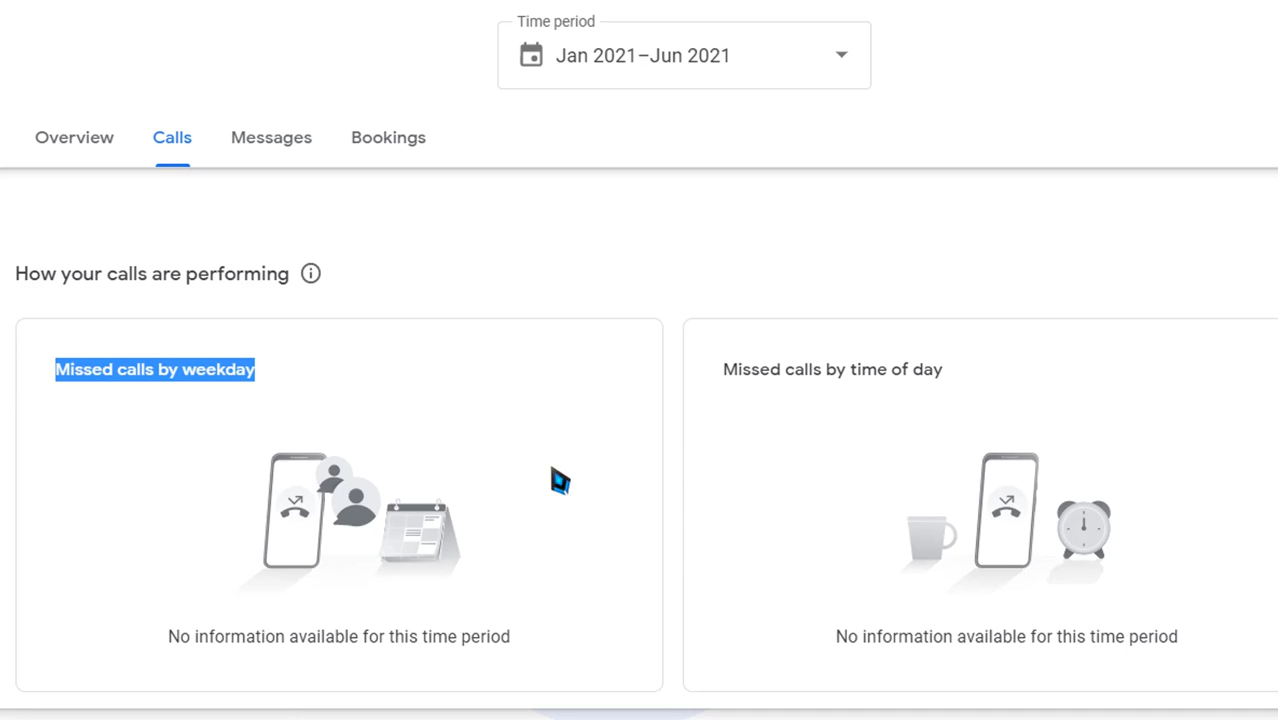 Time period
Jan 2021–Jun 2021
Overview Calls Messages Bookings
How your calls are performing
Missed calls by weekday
No information available for this time period
Missed calls by time of day
No information available for this time period